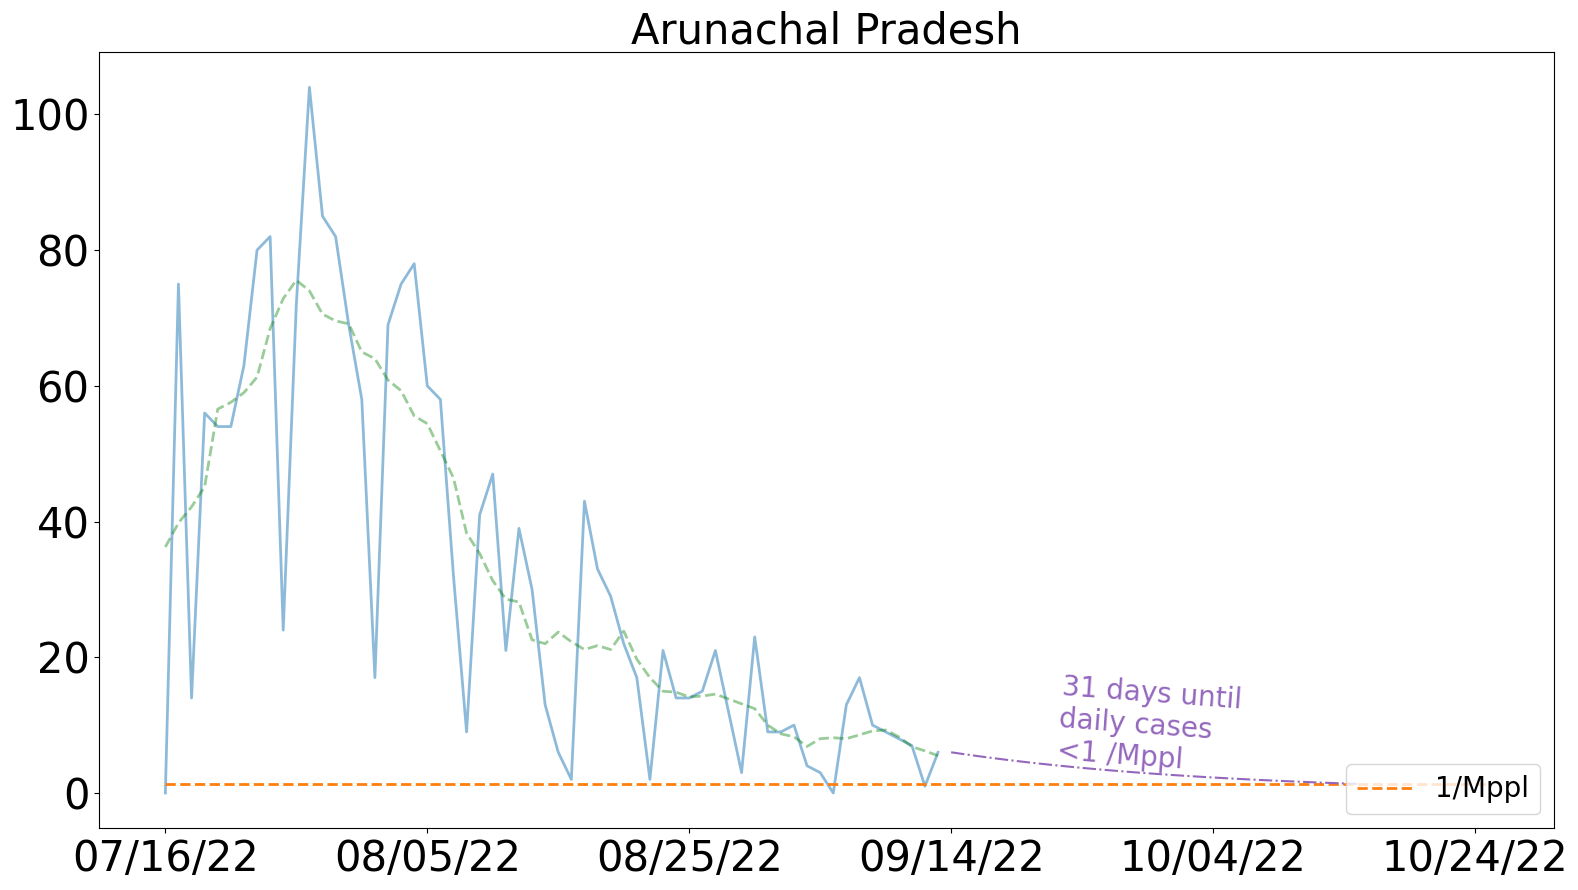 Arunachal Pradesh
100
80
60
40
20
0
31 days until
daily cases
<1 /Mppl
1/Mppl
07/16/22 08/05/22 08/25/22 09/14/22 10/04/22 10/24/22